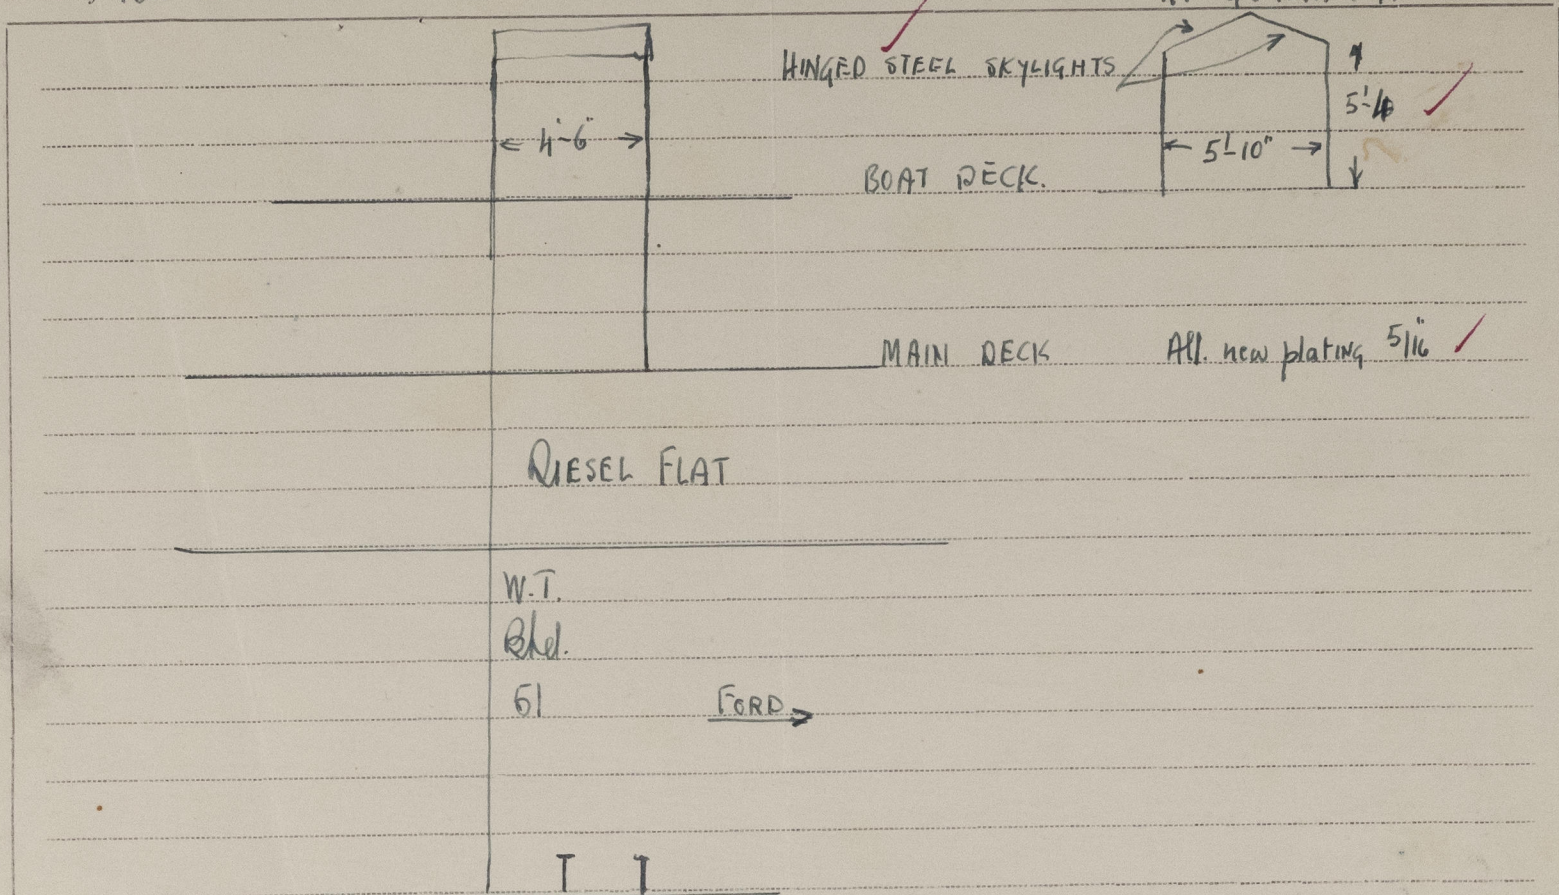 HINGED STEEL SKYLIGHTS
5'-4
4'-6"
5'-10"
BOAT DECK.
MAIN DECK All. new plating 5/16"
DIESEL FLAT
W.T.
Bhd.
61
FORD